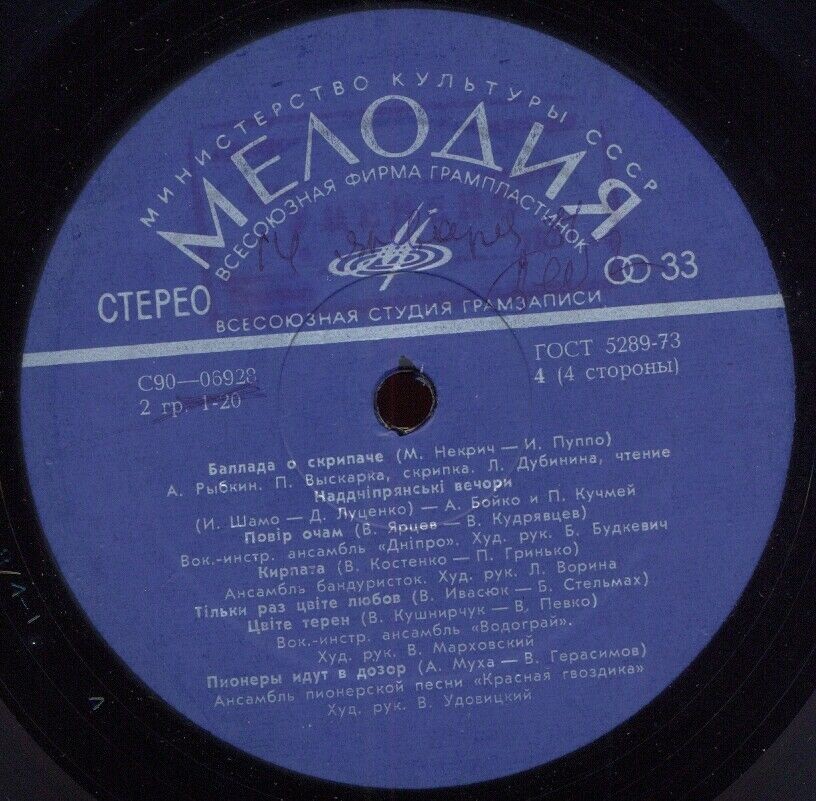 МИНИСТЕРСТВО КУЛЬТУРЫ СССР
МЕЛОДИЯ
ВСЕСОЮЗНАЯ ФИРМА ГРАМПЛАСТИНОК
СТЕРЕО
33
ВСЕСОЮЗНАЯ СТУДИЯ ГРАМЗАПИСИ
С90—06928
ГОСТ 5289-73
2 гр. 1-20
4 (4 стороны)
Баллада о скрипаче (М. Некрич — И. Пуппо)
А. Рыбкин. П. Выскарка, скрипка. Л. Дубинина, чтение
Наддніпрянські вечори
(И. Шамо — Д. Луценко) — А. Бойко и П. Кучмей
Повір очам (В. Ярцев — В. Кудрявцев)
Вок.-инстр. ансамбль «Дніпро». Худ. рук. Б. Будкевич
Кирпата (В. Костенко — П. Гринько)
Ансамбль бандуристок. Худ. рук. Л. Ворина
Тільки раз цвіте любов (В. Ивасюк — Б. Стельмах)
Цвіте терен (В. Кушнирчук — В. Певко)
Вок.-инстр. ансамбль «Водограй».
Худ. рук. В. Марховский
Пионеры идут в дозор (А. Муха — В. Герасимов)
Ансамбль пионерской песни «Красная гвоздика»
Худ. рук. В. Удовицкий